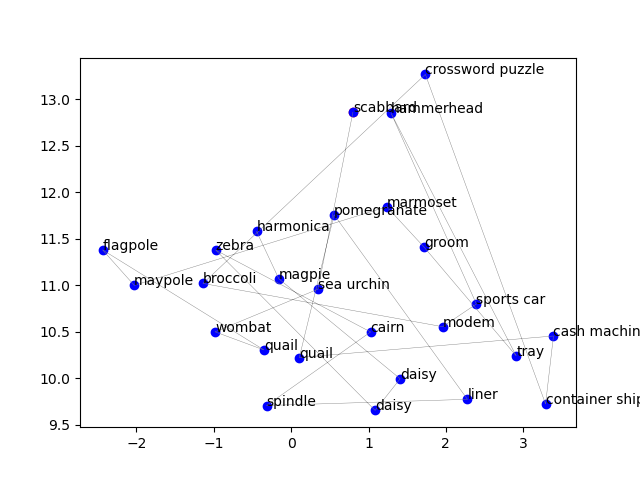 crossword puzzle
13.0
scabbard
hammerhead
12.5
12.0
marmoset
pomegranate
harmonica
11.5
flagpole
zebra
groom
magpie
broccoli
maypole
sea urchin
11.0
sports car
modem
wombat
cairn
cash machin
10.5
quail
quail
tray
10.0
daisy
spindle
liner
daisy
container ship
9.5
−2
−1
0
1
2
3